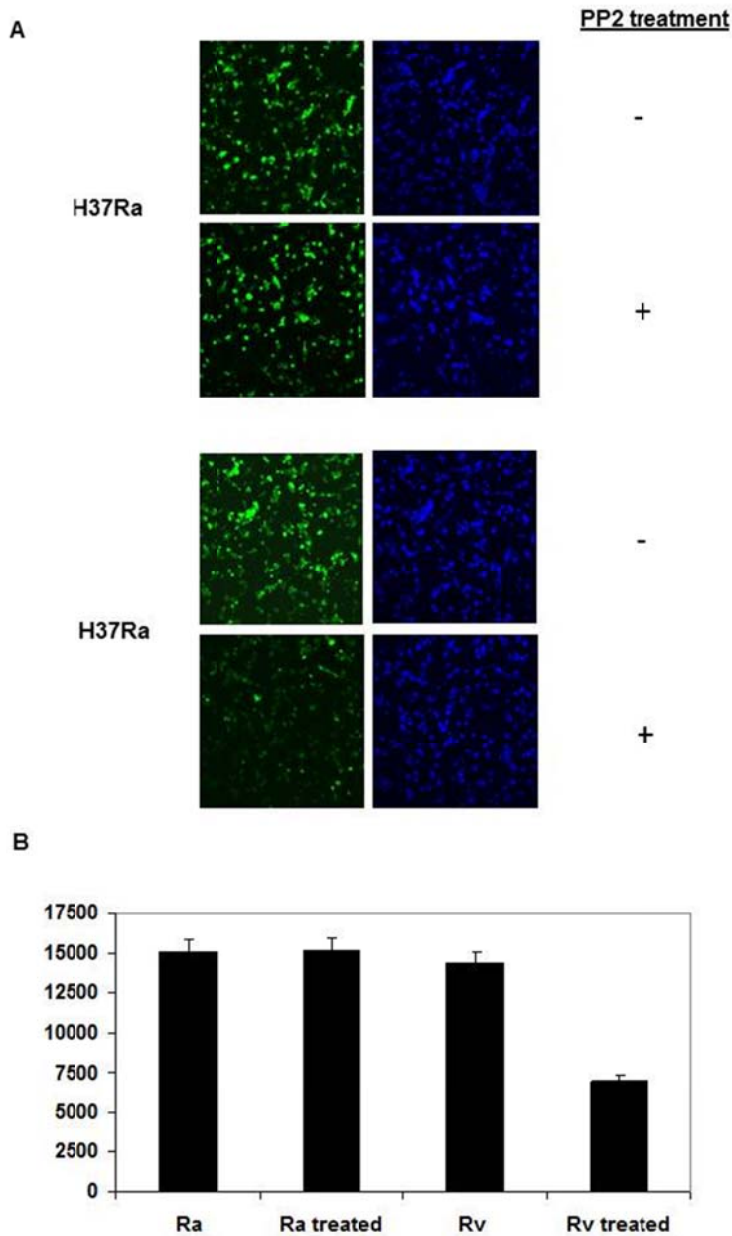 PP2 treatment
A
-
H37Ra
+
-
H37Ra
+
B
17500
15000
12500
10000
7500
5000
2500
0
Ra
Ra treated
Rv
Rv treated